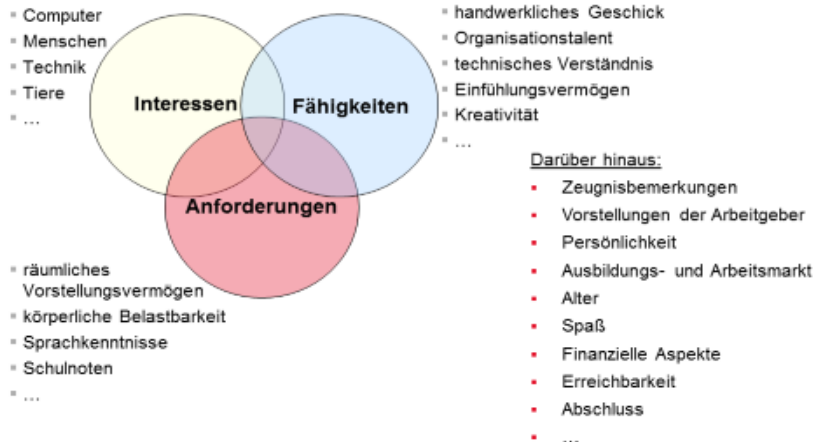 ▪ Computer
▪ Menschen
▪ Technik
▪ Tiere
▪ ...
Interessen
Fähigkeiten
Anforderungen
▪ handwerkliches Geschick
▪ Organisationstalent
▪ technisches Verständnis
▪ Einfühlungsvermögen
▪ Kreativität
▪ ...
▪ räumliches
Vorstellungsvermögen
▪ körperliche Belastbarkeit
▪ Sprachkenntnisse
▪ Schulnoten
▪ ...
Darüber hinaus:
▪ Zeugnisbemerkungen
▪ Vorstellungen der Arbeitgeber
▪ Persönlichkeit
▪ Ausbildungs- und Arbeitsmarkt
▪ Alter
▪ Spaß
▪ Finanzielle Aspekte
▪ Erreichbarkeit
▪ Abschluss
▪ ...